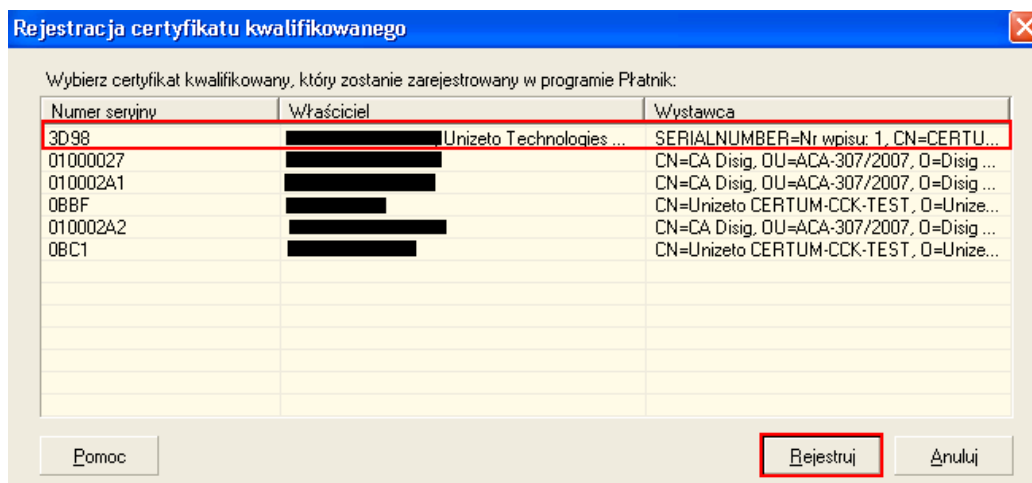 Rejestracja certyfikatu kwalifikowanego
Wybierz certyfikat kwalifikowany, który zostanie zarejestrowany w programie Płatnik:
Numer seryjny Właściciel Wystawca
3D98 Unizeto Technologies ... SERIALNUMBER=Nr wpisu: 1, CN=CERTU...
01000027 CN=CA Disig, OU=ACA-307/2007, O=Disig ...
010002A1 CN=CA Disig, OU=ACA-307/2007, O=Disig ...
0BBF CN=Unizeto CERTUM-CCK-TEST, O=Unize...
010002A2 CN=CA Disig, OU=ACA-307/2007, O=Disig ...
0BC1 CN=Unizeto CERTUM-CCK-TEST, O=Unize...
Pomoc Rejestruj Anuluj